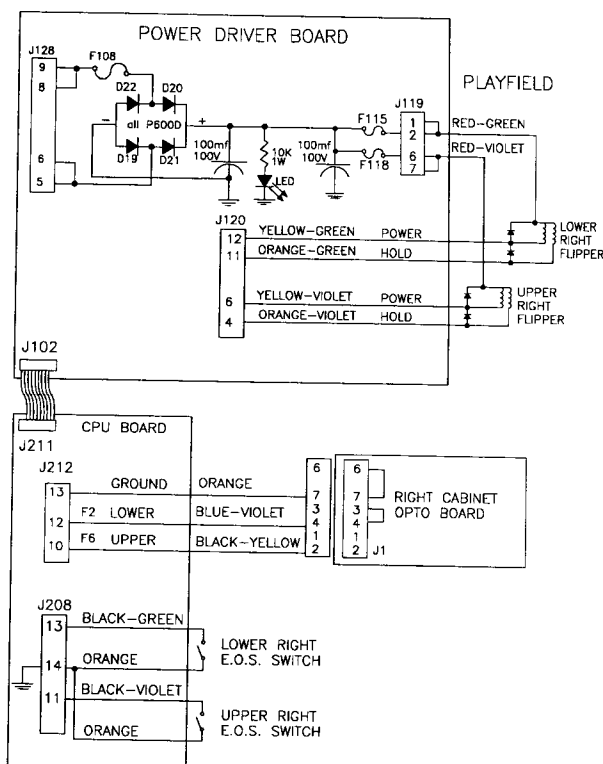 POWER DRIVER BOARD
J128
F108
9
8
6
5
D22
D20
all P600D
D19
D21
-
+
100mf
100V
10K
1W
LED
100mf
100V
F115
F118
J119
1
2
6
7
PLAYFIELD
RED-GREEN
RED-VIOLET
J120
12 YELLOW-GREEN POWER
11 ORANGE-GREEN HOLD
6 YELLOW-VIOLET POWER
4 ORANGE-VIOLET HOLD
LOWER
RIGHT
FLIPPER
UPPER
RIGHT
FLIPPER
J102
J211
CPU BOARD
J212
13 GROUND ORANGE
12 F2 LOWER BLUE-VIOLET
10 F6 UPPER BLACK-YELLOW
6
7
3
4
1
2
6
7
3
4
1
2
J1
RIGHT CABINET
OPTO BOARD
J208
13 BLACK-GREEN
14 ORANGE
11 BLACK-VIOLET
ORANGE
LOWER RIGHT
E.O.S. SWITCH
UPPER RIGHT
E.O.S. SWITCH